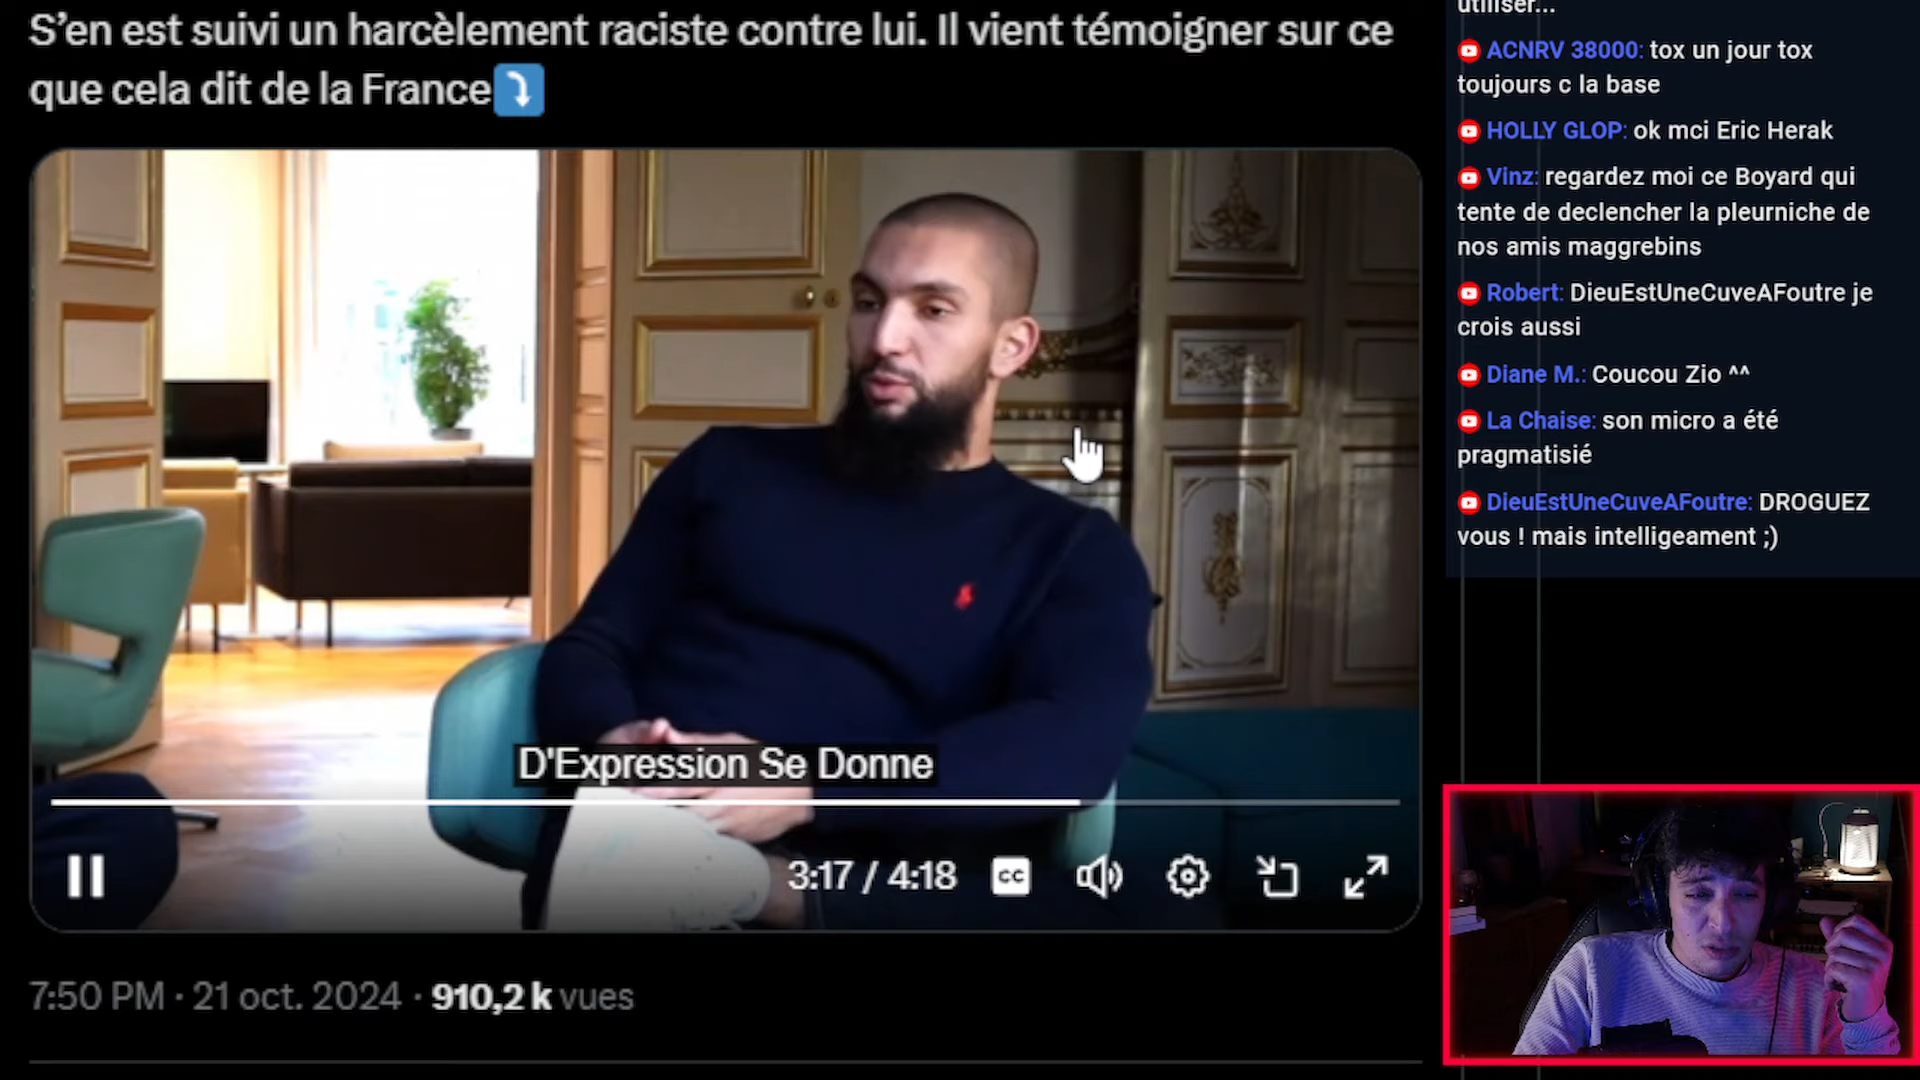 S’en est suivi un harcèlement raciste contre lui. Il vient témoigner sur ce
que cela dit de la France
D'Expression Se Donne
3:17 / 4:18
CC
7:50 PM · 21 oct. 2024 · 910,2 k vues
utiliser...
ACNRV 38000: tox un jour tox
toujours c la base
HOLLY GLOP: ok mci Eric Herak
Vinz: regardez moi ce Boyard qui
tente de declencher la pleurniche de
nos amis maggrebins
Robert: DieuEstUneCuveAFoutre je
crois aussi
Diane M.: Coucou Zio ^^
La Chaise: son micro a été
pragmatisié
DieuEstUneCuveAFoutre: DROGUEZ
vous ! mais intelligeament ;)